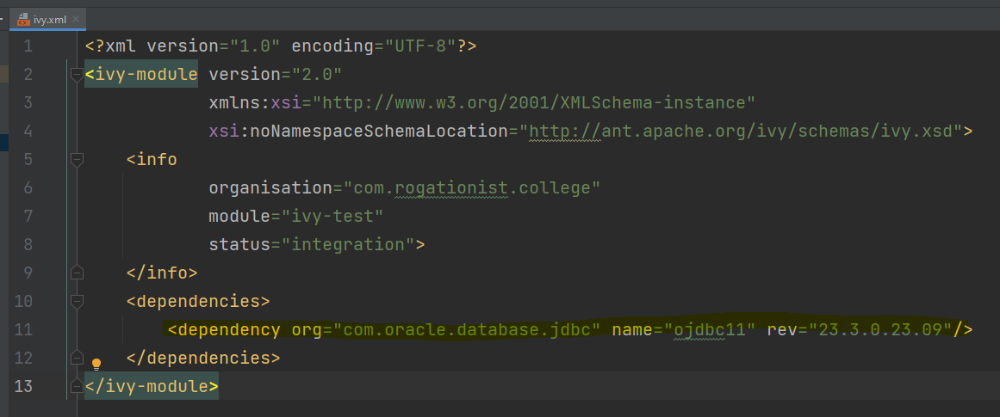 ivy.xml
1 <?xml version="1.0" encoding="UTF-8"?>
2 <ivy-module version="2.0"
3 xmlns:xsi="http://www.w3.org/2001/XMLSchema-instance"
4 xsi:noNamespaceSchemaLocation="http://ant.apache.org/ivy/schemas/ivy.xsd">
5 <info
6 organisation="com.rogationist.college"
7 module="ivy-test"
8 status="integration">
9 </info>
10 <dependencies>
11 <dependency org="com.oracle.database.jdbc" name="ojdbc11" rev="23.3.0.23.09"/>
12 </dependencies>
13 </ivy-module>